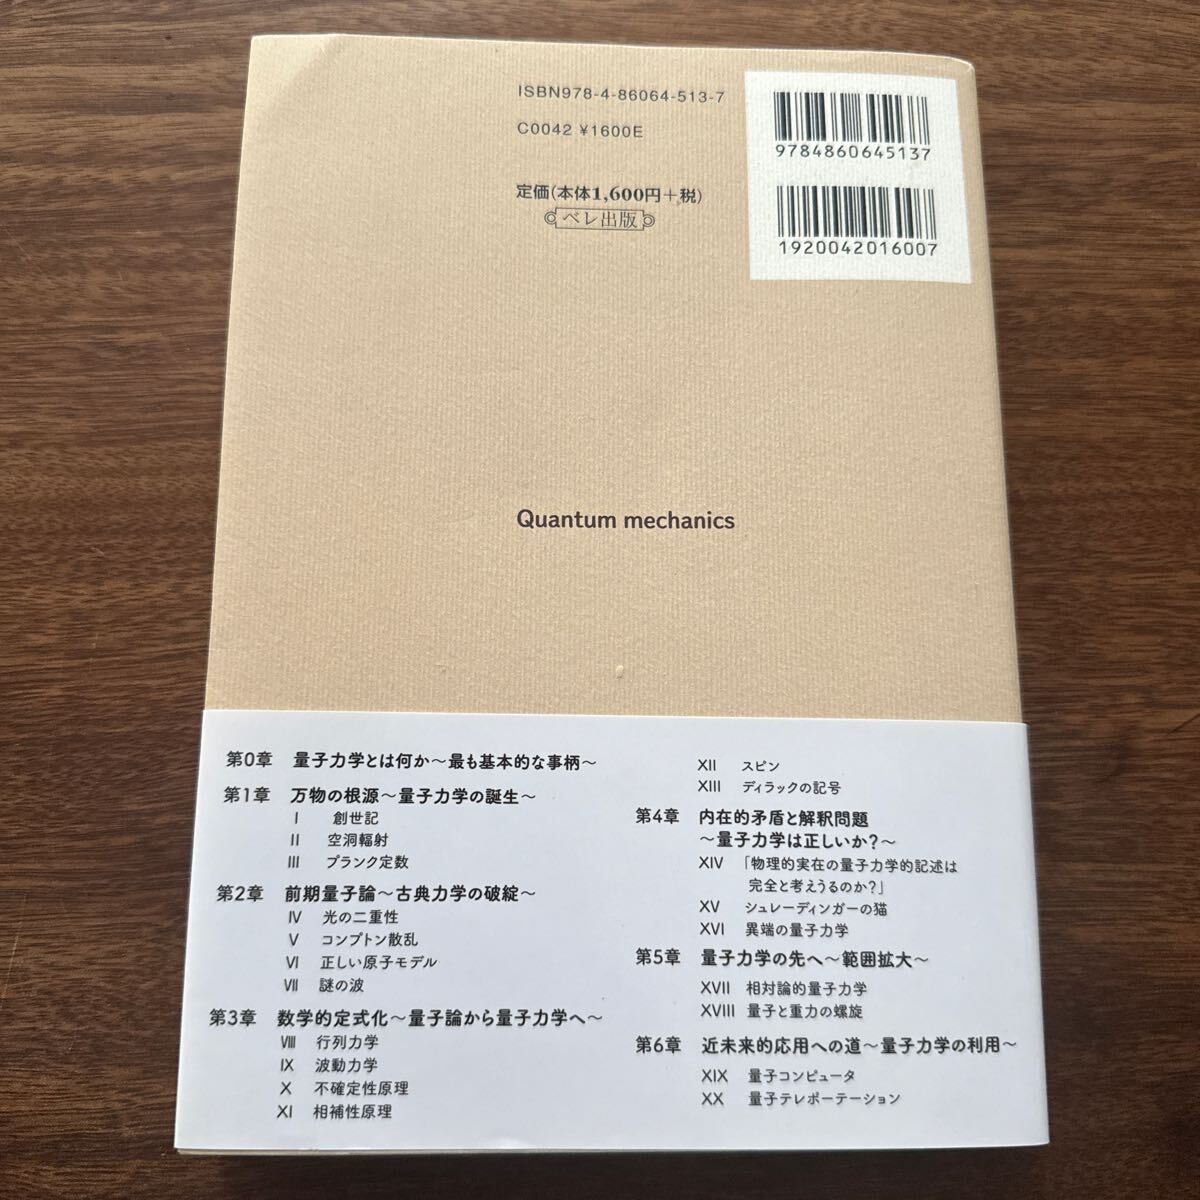 ISBN978-4-86064-513-7
C0042 ¥1600E
定価(本体1,600円+税)
ベレ出版
9784860645137
1920042016007
Quantum mechanics
第0章 量子力学とは何か～最も基本的な事柄～
第1章 万物の根源～量子力学の誕生～
I 創世記
II 空洞輻射
III プランク定数
第2章 前期量子論～古典力学の破綻～
IV 光の二重性
V コンプトン散乱
VI 正しい原子モデル
VII 謎の波
第3章 数学的定式化～量子論から量子力学へ～
VIII 行列力学
IX 波動力学
X 不確定性原理
XI 相補性原理
XII スピン
XIII ディラックの記号
第4章 内在的矛盾と解釈問題
～量子力学は正しいか?～
XIV 「物理的実在の量子力学的記述は
完全と考えうるのか?」
XV シュレーディンガーの猫
XVI 異端の量子力学
第5章 量子力学の先へ～範囲拡大～
XVII 相対論的量子力学
XVIII 量子と重力の螺旋
第6章 近未来的応用への道～量子力学の利用～
XIX 量子コンピュータ
XX 量子テレポーテーション